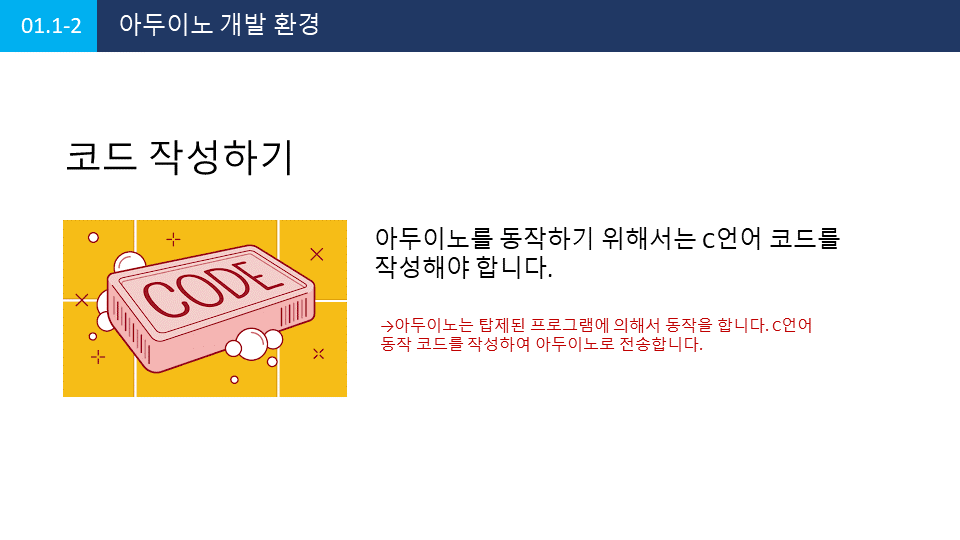 01.1-2
아두이노 개발 환경
코드 작성하기
CODE
아두이노를 동작하기 위해서는 C언어 코드를
작성해야 합니다.
→아두이노는 탑제된 프로그램에 의해서 동작을 합니다. C언어
동작 코드를 작성하여 아두이노로 전송합니다.